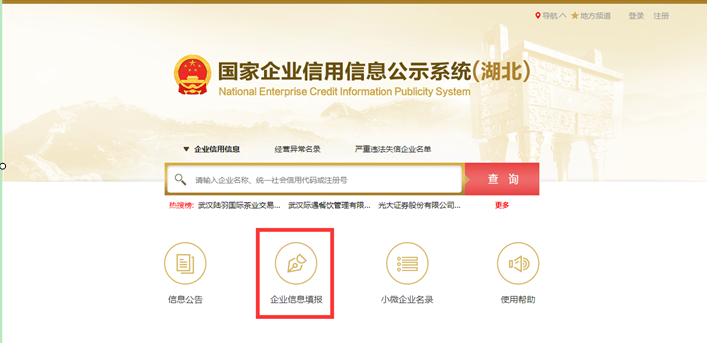 导航 地方频道 登录 注册
国家企业信用信息公示系统(湖北)
National Enterprise Credit Information Publicity System
企业信用信息 经营异常名录 严重违法失信企业名单
请输入企业名称、统一社会信用代码或注册号 查 询
热搜榜: 武汉陆羽国际茶业交易... 武汉际遇餐饮管理有限... 光大证券股份有限公司... 更多
信息公告 企业信息填报 小微企业名录 使用帮助